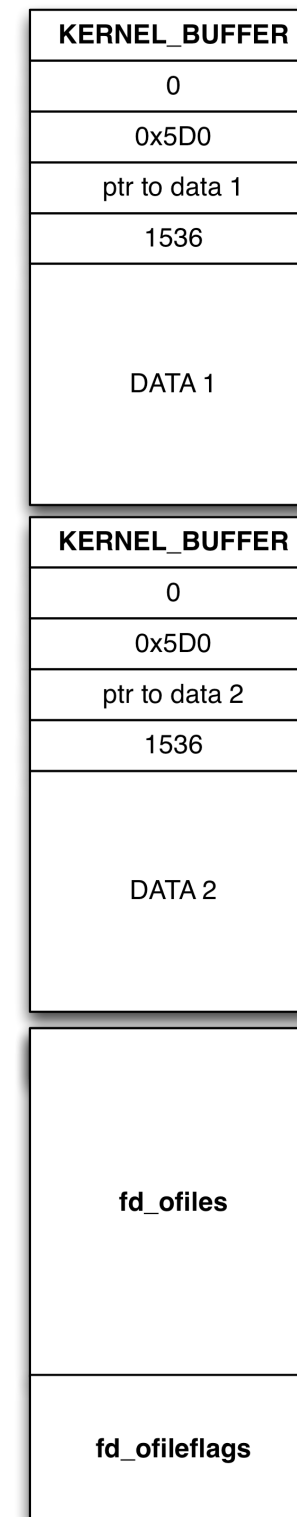 KERNEL_BUFFER
0
0x5D0
ptr to data 1
1536
DATA 1
KERNEL_BUFFER
0
0x5D0
ptr to data 2
1536
DATA 2
fd_ofiles
fd_ofileflags